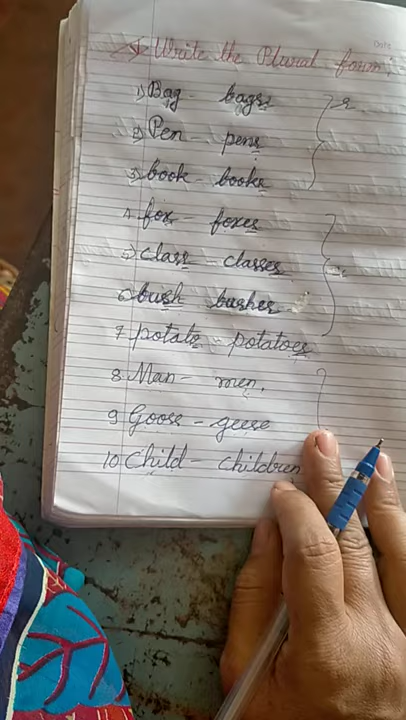 Date
Write the Plural form:
1) Bag - bags
2) Pen pens
3) book - books
s
4 fox - foxes
5) class - classes
6 bush bushes
7 potato - potatoes
8 Man - men,
9 Goose - geese
10 Child - children